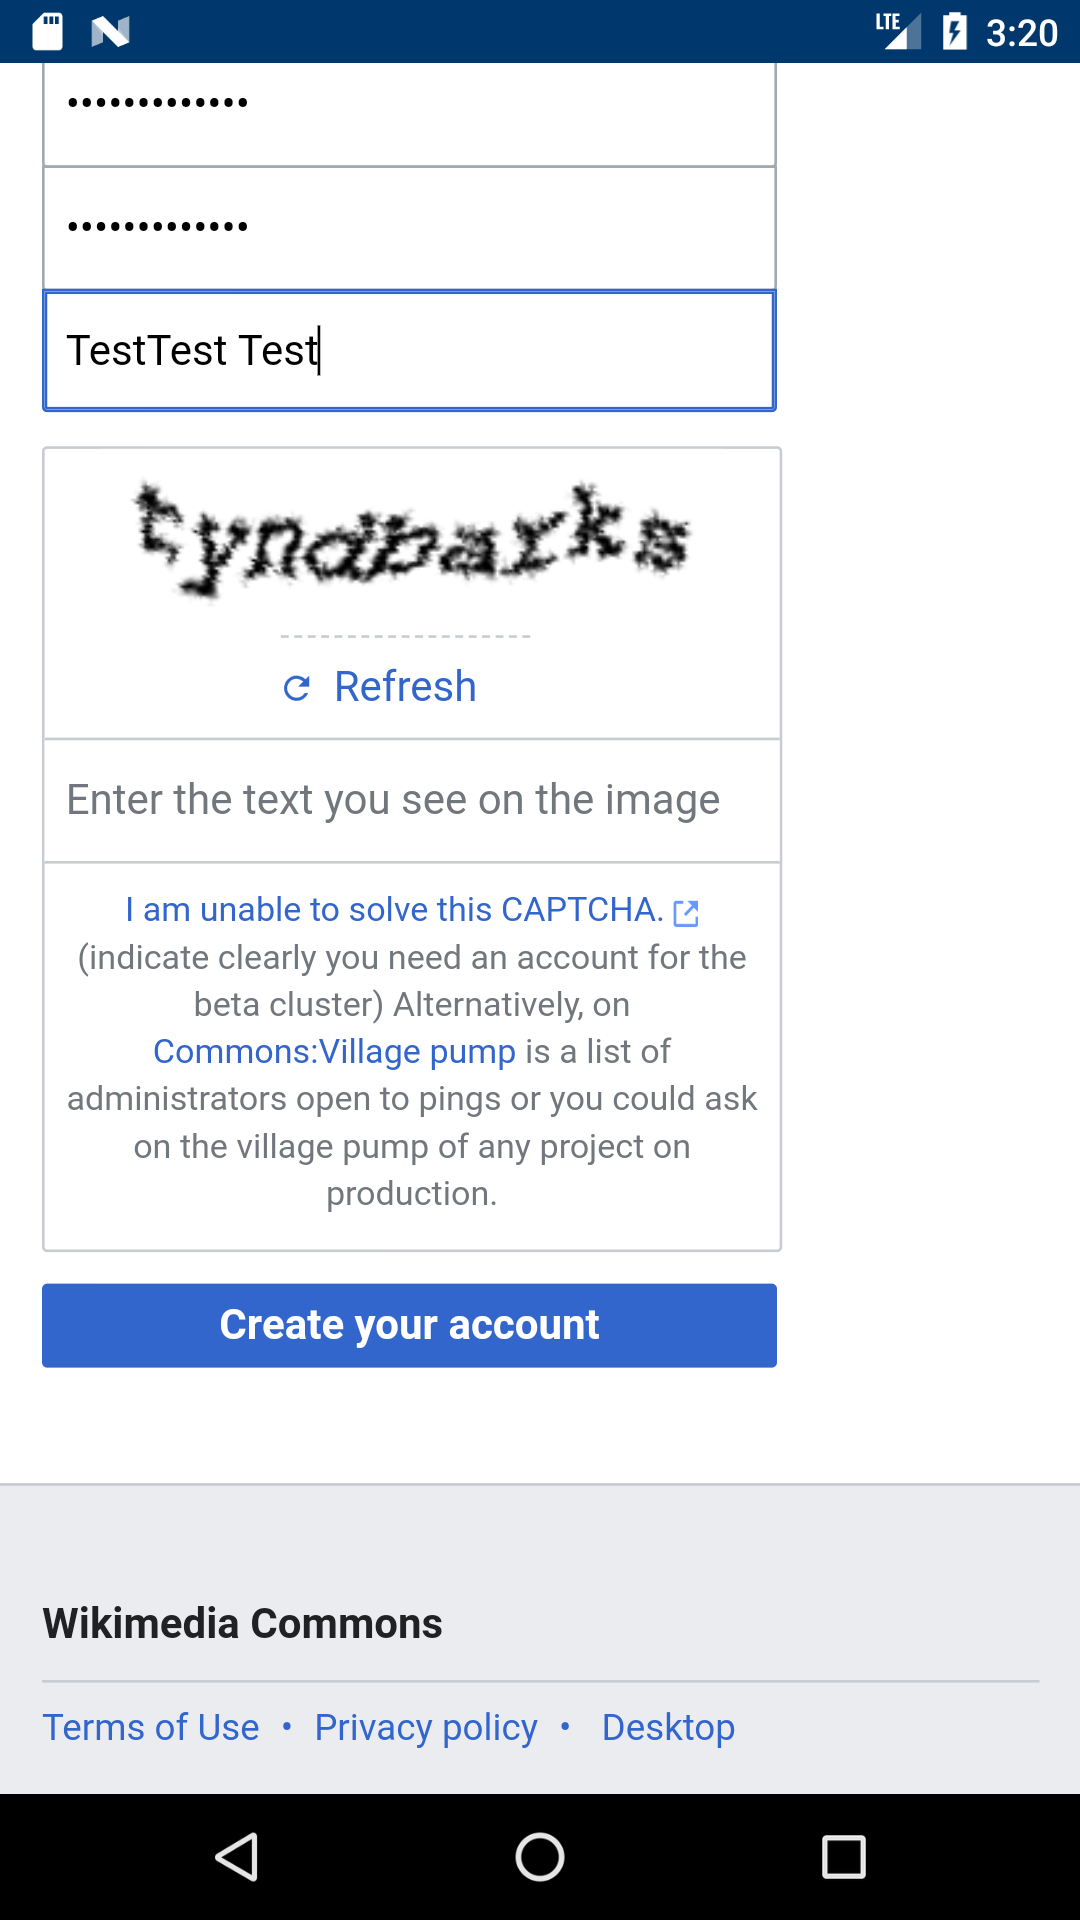 LTE 3:20
•••••••••••••
•••••••••••••
TestTest Test
Refresh
Enter the text you see on the image
I am unable to solve this CAPTCHA.
(indicate clearly you need an account for the
beta cluster) Alternatively, on
Commons:Village pump is a list of
administrators open to pings or you could ask
on the village pump of any project on
production.
Create your account
Wikimedia Commons
Terms of Use • Privacy policy • Desktop